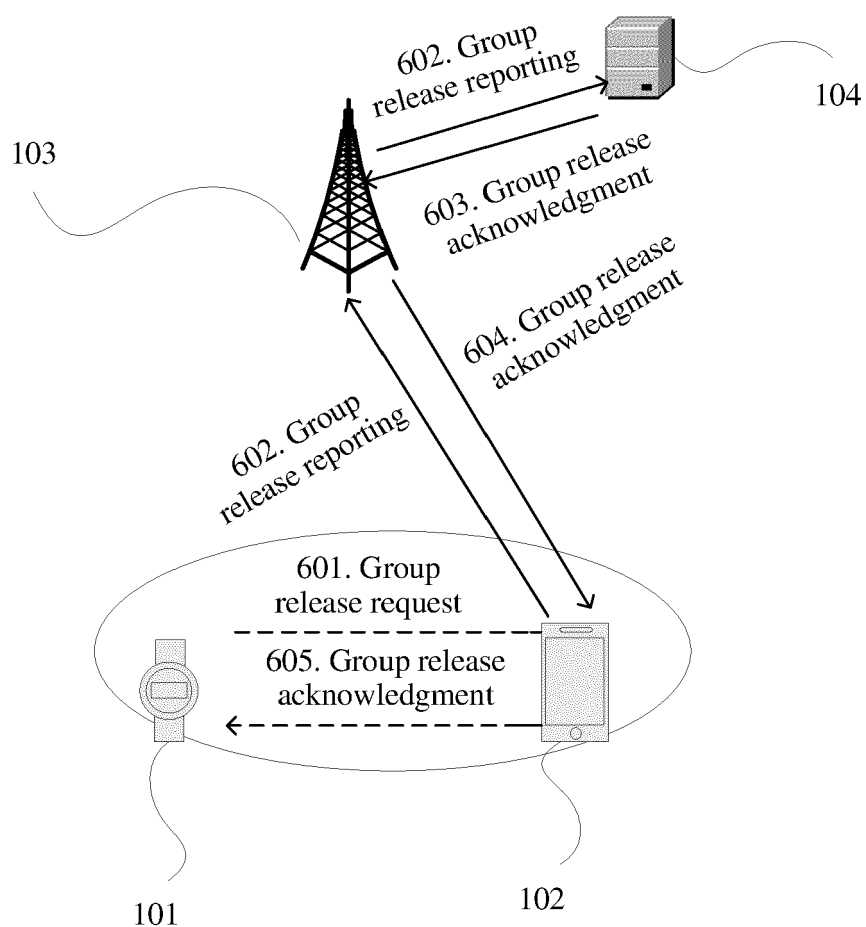 602. Group
release reporting
104
103
603. Group release
acknowledgment
604. Group release
acknowledgment
602. Group
release reporting
601. Group
release request
605. Group release
acknowledgment
101
102